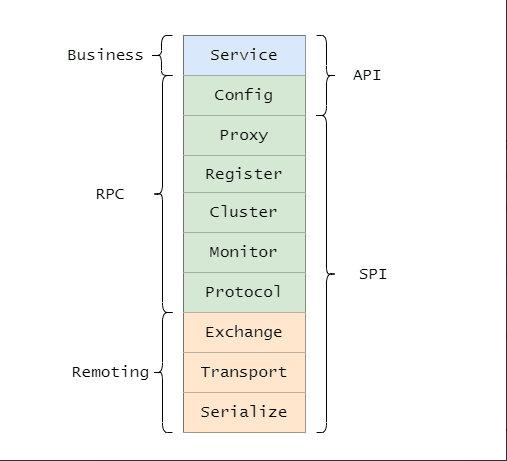 Business
Service
API
Config
Proxy
Register
RPC
Cluster
Monitor
SPI
Protocol
Exchange
Remoting
Transport
Serialize